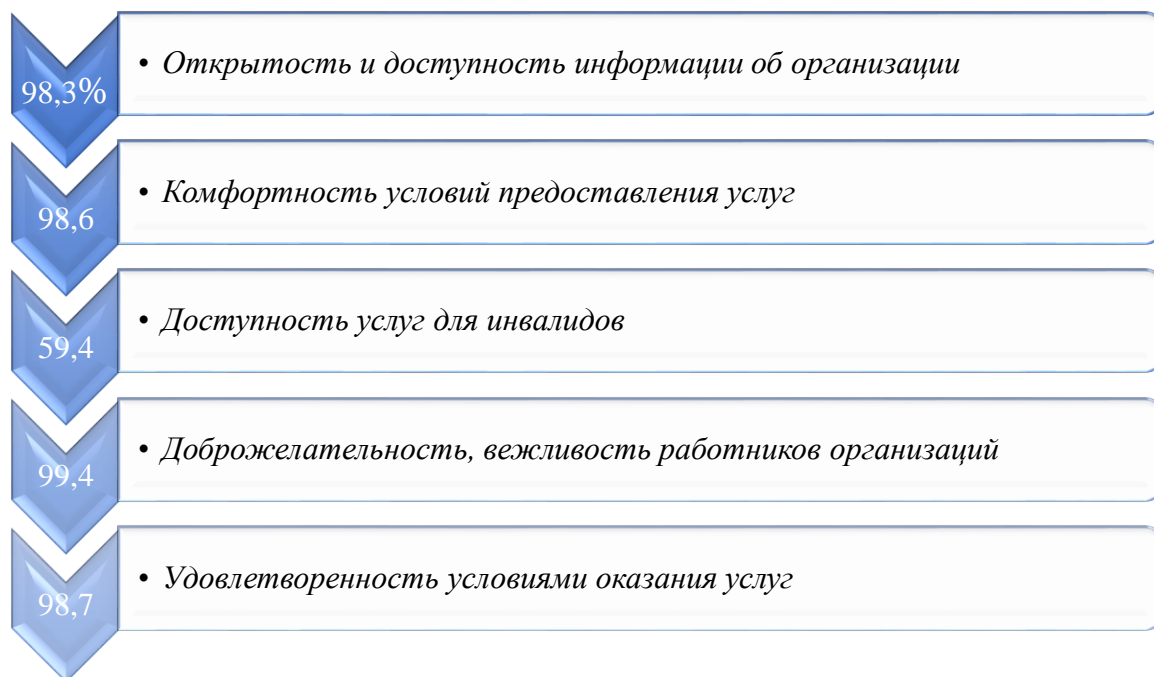 98,3%
• Открытость и доступность информации об организации
98,6
• Комфортность условий предоставления услуг
59,4
• Доступность услуг для инвалидов
99,4
• Доброжелательность, вежливость работников организаций
98,7
• Удовлетворенность условиями оказания услуг